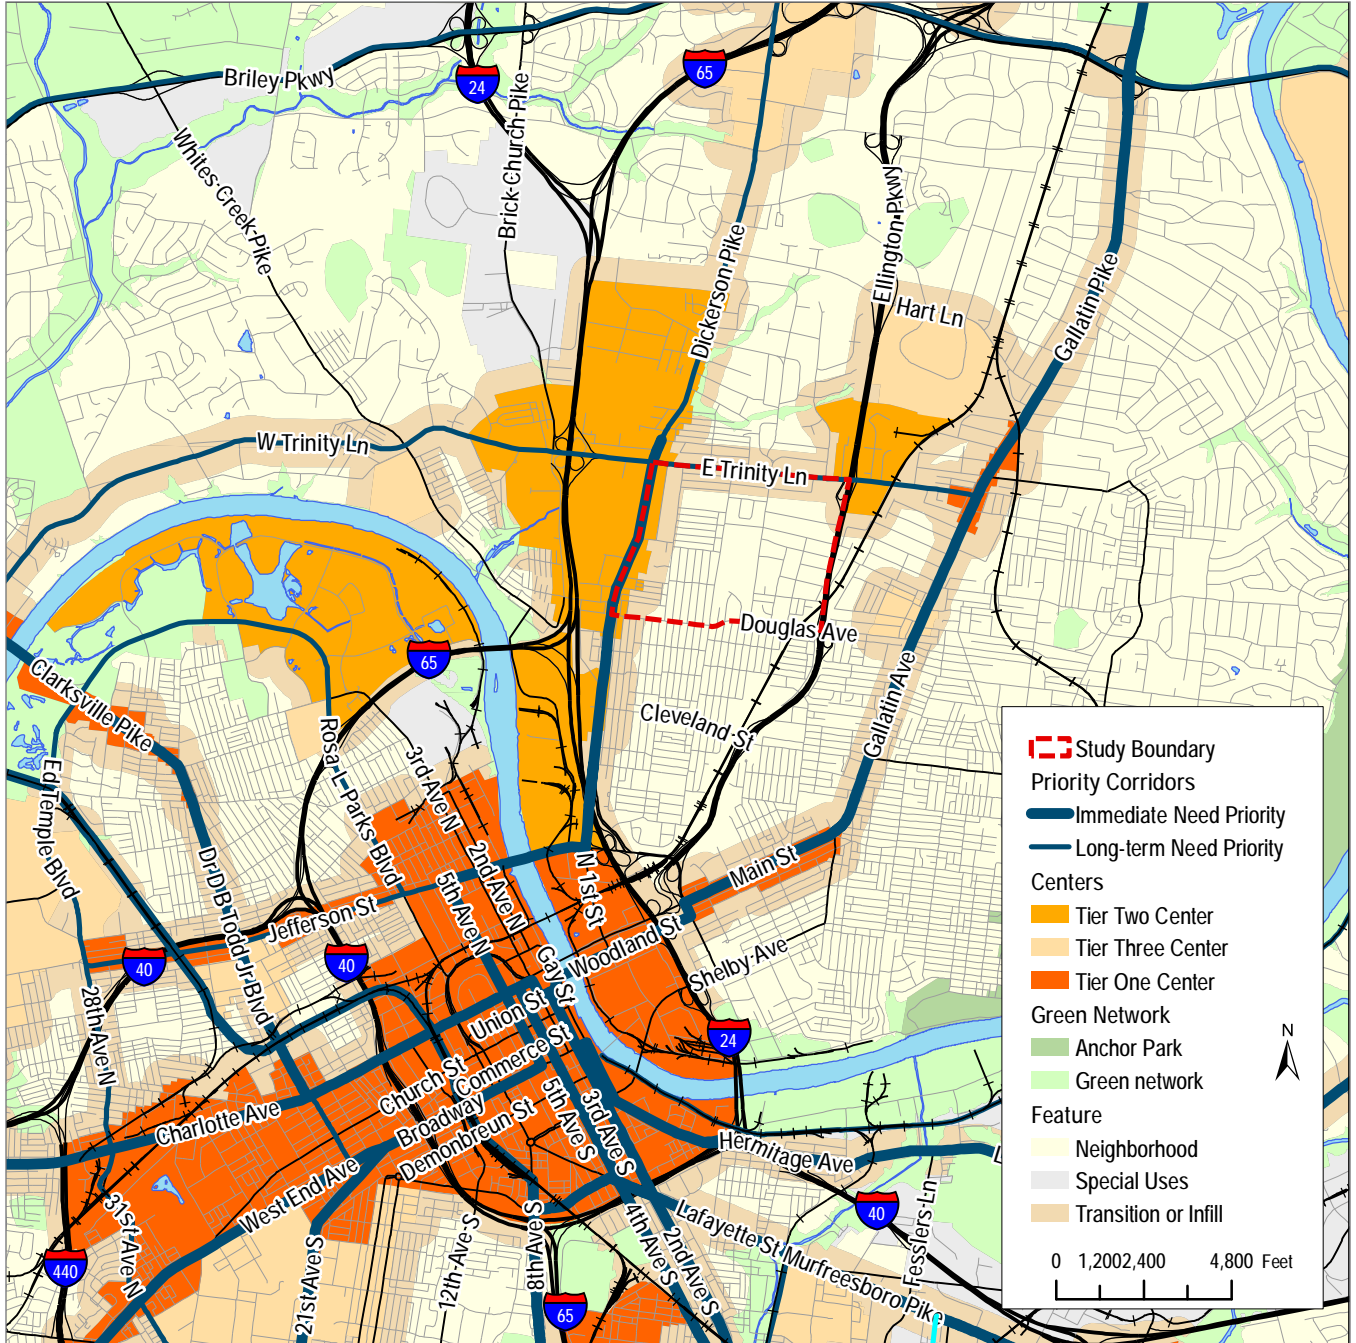 Briley Pkwy
24
65
Whites Creek Pike
Brick Church Pike
Ellington Pkwy
Dickerson Pike
Hart Ln
Gallatin Pike
W Trinity Ln
E Trinity Ln
Douglas Ave
65
Clarksville Pike
Cleveland St
Gallatin Ave
Rosa L Parks Blvd
3rd Ave N
Ed Temple Blvd
2nd Ave N
Dr D B Todd Jr Blvd
Main St
N 1st St
5th Ave N
Jefferson St
Woodland St
Gay St
Shelby Ave
40
40
28th Ave N
Union St
24
Church St
Commerce St
Charlotte Ave
Broadway
Demonbreun St
5th Ave S
3rd Ave S
Hermitage Ave
L
West End Ave
31st Ave N
40
Fesslers Ln
Lafayette St
Murfreesboro Pike
440
21st Ave S
12th Ave S
8th Ave S
4th Ave S
2nd Ave S
65
Study Boundary
Priority Corridors
Immediate Need Priority
Long-term Need Priority
Centers
Tier Two Center
Tier Three Center
Tier One Center
Green Network
Anchor Park
Green network
Feature
Neighborhood
Special Uses
Transition or Infill
N
0 1,200 2,400 4,800 Feet